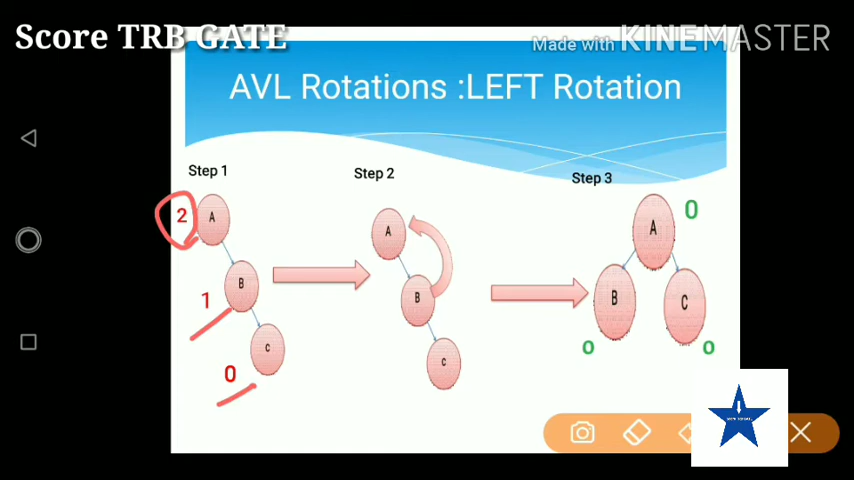 Score TRB GATE
Made with KINEMASTER
AVL Rotations :LEFT Rotation
Step 1
Step 2
Step 3
2
A
B
1
C
0
A
B
C
A
0
B
C
0
0